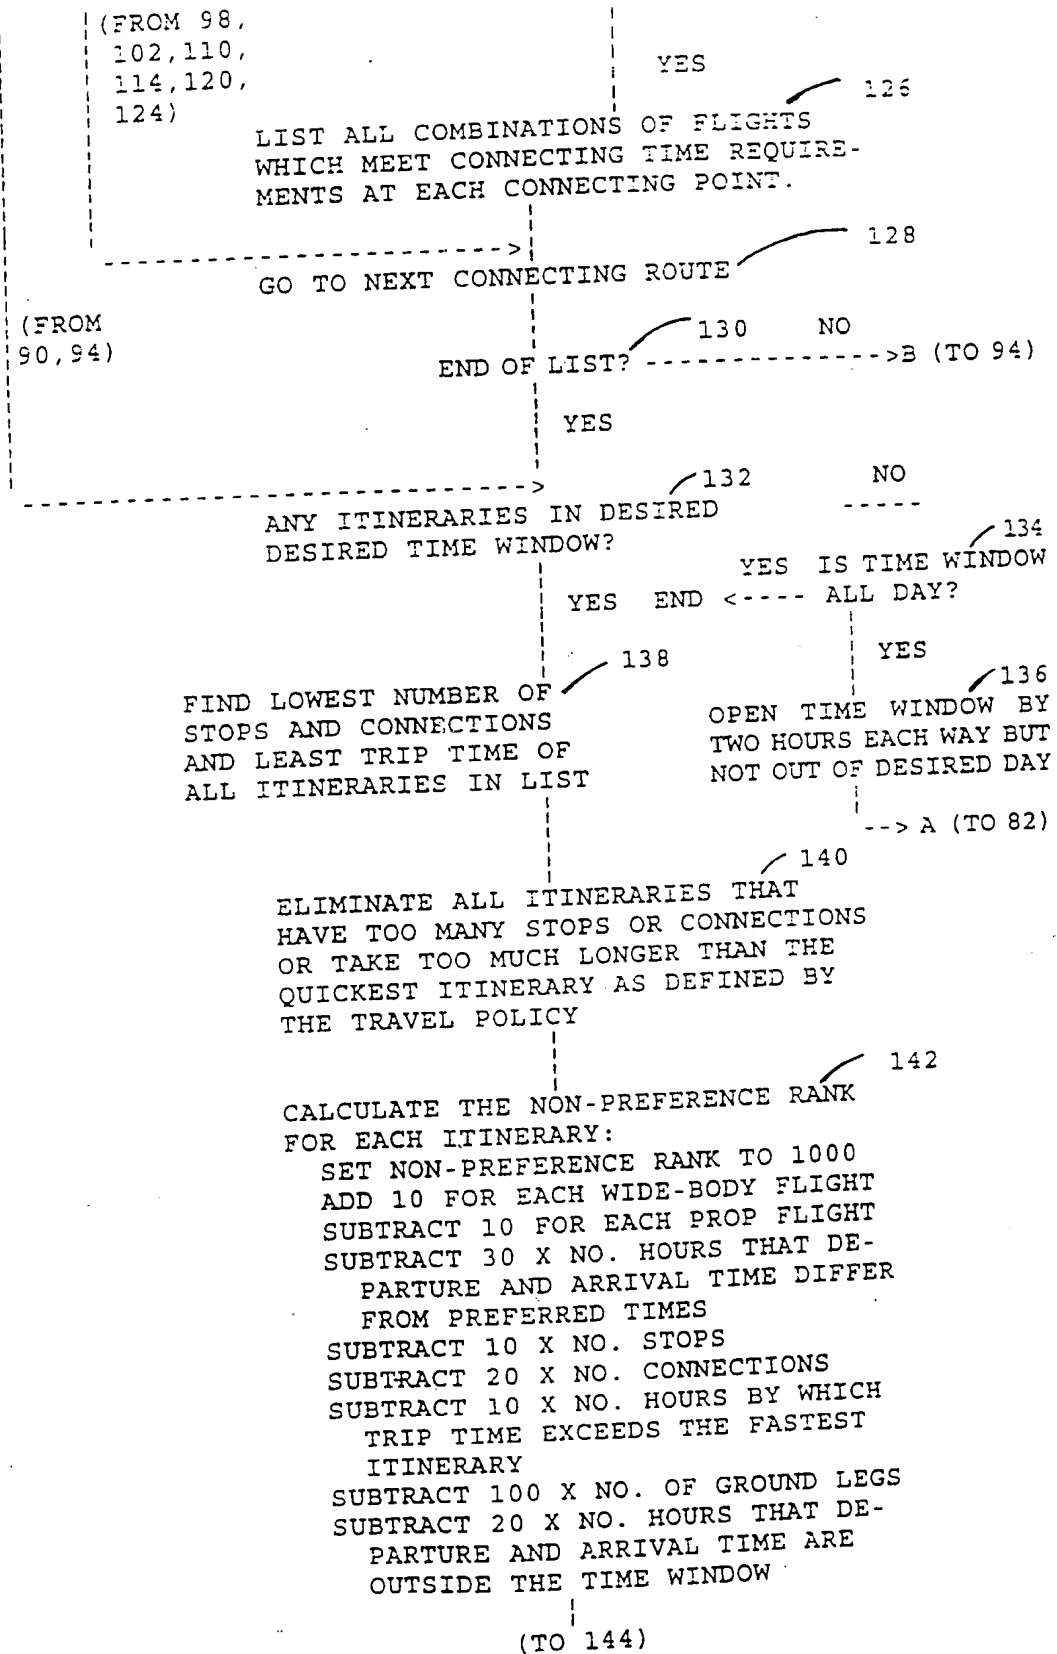 (FROM 98,
102,110,
114,120,
124)
YES
126
LIST ALL COMBINATIONS OF FLIGHTS
WHICH MEET CONNECTING TIME REQUIRE-
MENTS AT EACH CONNECTING POINT.
128
GO TO NEXT CONNECTING ROUTE
(FROM
90,94)
130 NO
END OF LIST? -------------->B (TO 94)
YES
132 NO
ANY ITINERARIES IN DESIRED
DESIRED TIME WINDOW?
134
YES IS TIME WINDOW
YES END <---- ALL DAY?
YES
138
136
FIND LOWEST NUMBER OF
STOPS AND CONNECTIONS
AND LEAST TRIP TIME OF
ALL ITINERARIES IN LIST
OPEN TIME WINDOW BY
TWO HOURS EACH WAY BUT
NOT OUT OF DESIRED DAY
--> A (TO 82)
140
ELIMINATE ALL ITINERARIES THAT
HAVE TOO MANY STOPS OR CONNECTIONS
OR TAKE TOO MUCH LONGER THAN THE
QUICKEST ITINERARY AS DEFINED BY
THE TRAVEL POLICY
142
CALCULATE THE NON-PREFERENCE RANK
FOR EACH ITINERARY:
SET NON-PREFERENCE RANK TO 1000
ADD 10 FOR EACH WIDE-BODY FLIGHT
SUBTRACT 10 FOR EACH PROP FLIGHT
SUBTRACT 30 X NO. HOURS THAT DE-
PARTURE AND ARRIVAL TIME DIFFER
FROM PREFERRED TIMES
SUBTRACT 10 X NO. STOPS
SUBTRACT 20 X NO. CONNECTIONS
SUBTRACT 10 X NO. HOURS BY WHICH
TRIP TIME EXCEEDS THE FASTEST
ITINERARY
SUBTRACT 100 X NO. OF GROUND LEGS
SUBTRACT 20 X NO. HOURS THAT DE-
PARTURE AND ARRIVAL TIME ARE
OUTSIDE THE TIME WINDOW
(TO 144)